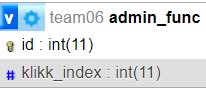 v team06 admin_func
id : int(11)
# klikk_index : int(11)